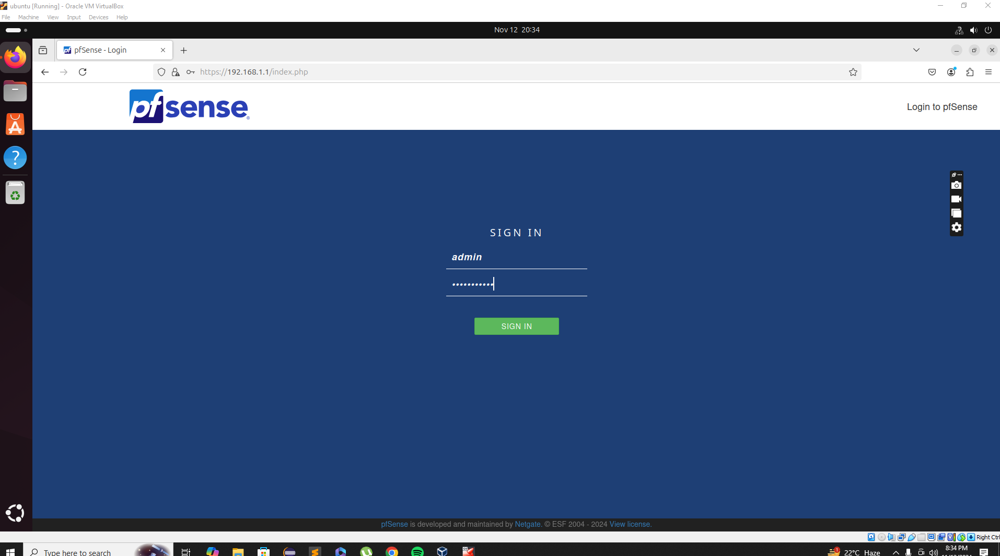 ubuntu [Running] - Oracle VM VirtualBox
File Machine View Input Devices Help
Nov 12 20:34
pfSense - Login
https://192.168.1.1/index.php
pfsense®
Login to pfSense
SIGN IN
admin
•••••••••••
SIGN IN
pfSense is developed and maintained by Netgate. © ESF 2004 - 2024 View license.
Right Ctrl
Type here to search
1
22°C Haze
8:34 PM